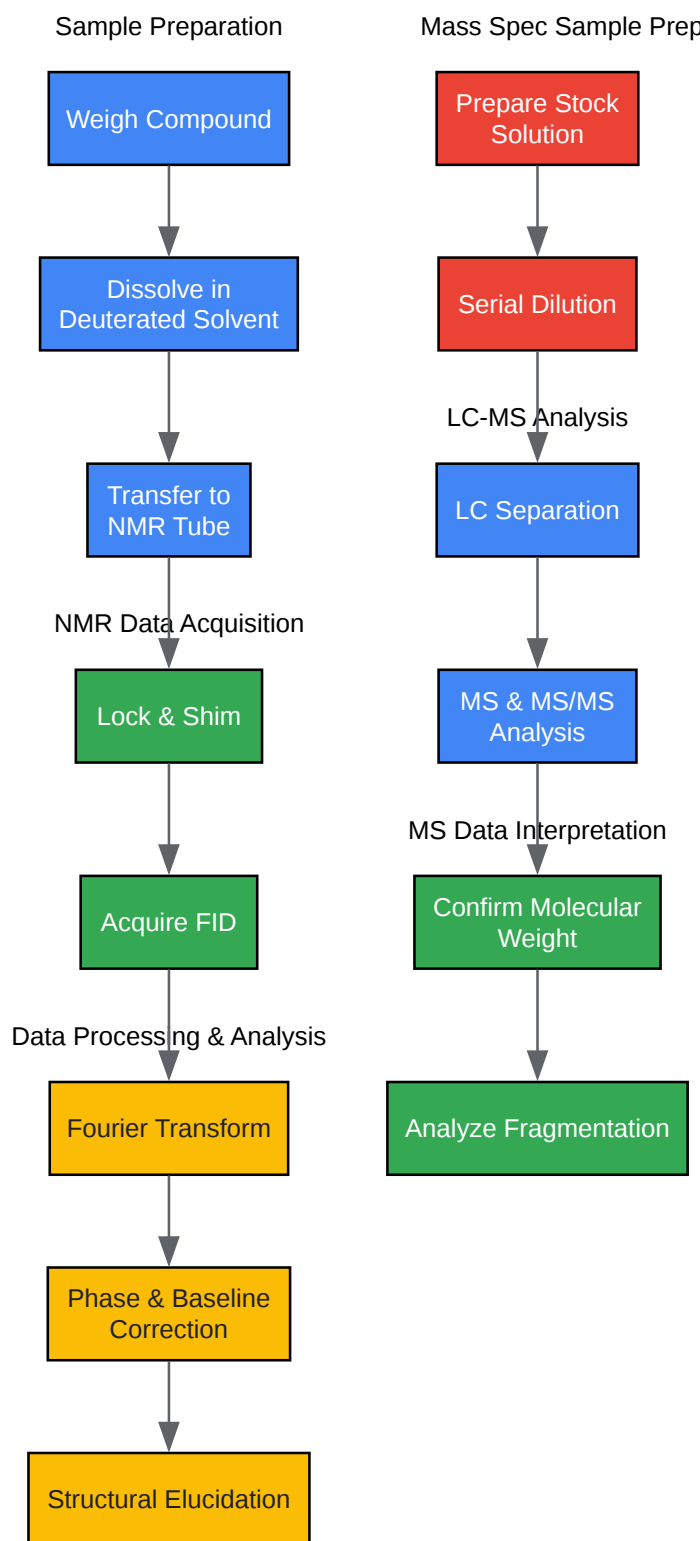 Sample Preparation
Weigh Compound
Dissolve in
Deuterated Solvent
Transfer to
NMR Tube
NMR Data Acquisition
Lock & Shim
Acquire FID
Data Processing & Analysis
Fourier Transform
Phase & Baseline
Correction
Structural Elucidation
Mass Spec Sample Prep
Prepare Stock
Solution
Serial Dilution
LC-MS Analysis
LC Separation
MS & MS/MS
Analysis
MS Data Interpretation
Confirm Molecular
Weight
Analyze Fragmentation